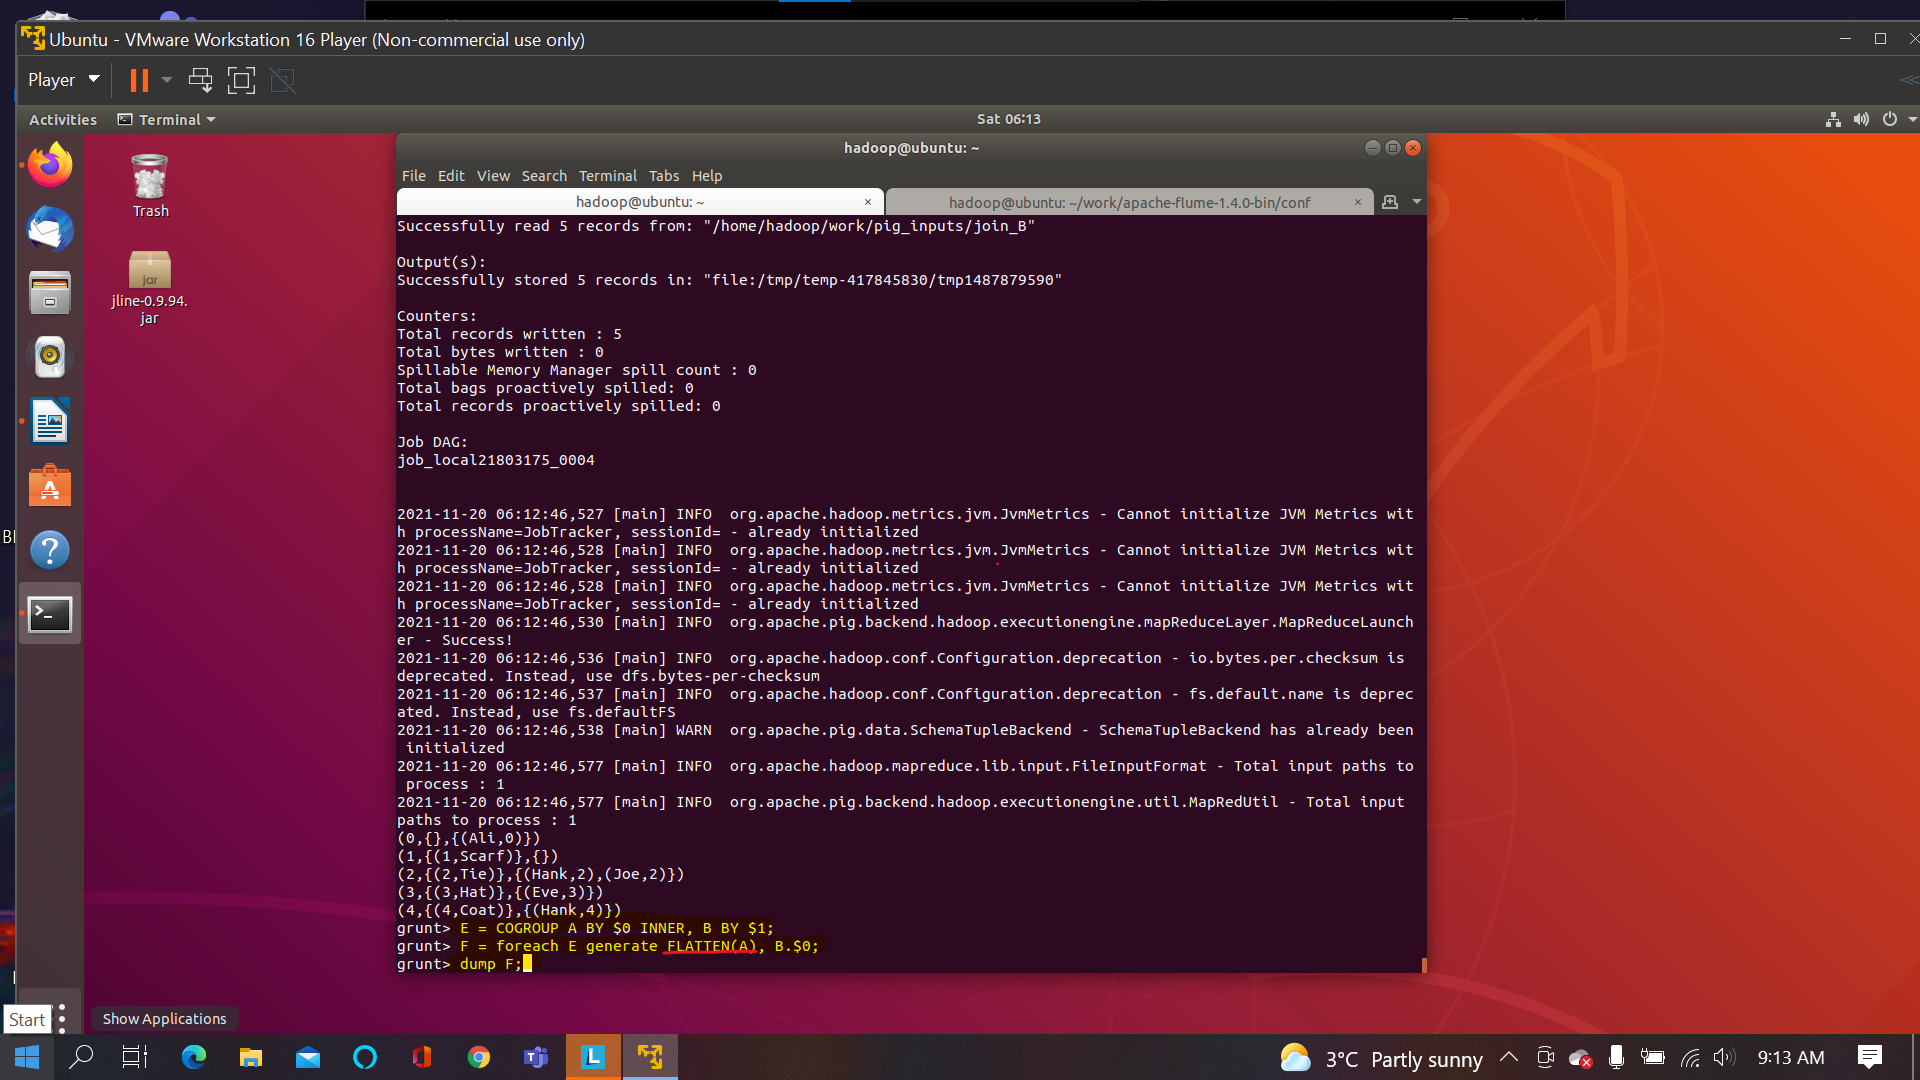 Ubuntu - VMware Workstation 16 Player (Non-commercial use only)
Player
Activities
Terminal
Sat 06:13
hadoop@ubuntu: ~
File Edit View Search Terminal Tabs Help
hadoop@ubuntu: ~ ×
hadoop@ubuntu: ~/work/apache-flume-1.4.0-bin/conf ×
Trash
jar
jline-0.9.94.
jar
Successfully read 5 records from: "/home/hadoop/work/pig_inputs/join_B"
Output(s):
Successfully stored 5 records in: "file:/tmp/temp-417845830/tmp1487879590"
Counters:
Total records written : 5
Total bytes written : 0
Spillable Memory Manager spill count : 0
Total bags proactively spilled: 0
Total records proactively spilled: 0
Job DAG:
job_local21803175_0004
2021-11-20 06:12:46,527 [main] INFO  org.apache.hadoop.metrics.jvm.JvmMetrics - Cannot initialize JVM Metrics wit
h processName=JobTracker, sessionId= - already initialized
2021-11-20 06:12:46,528 [main] INFO  org.apache.hadoop.metrics.jvm.JvmMetrics - Cannot initialize JVM Metrics wit
h processName=JobTracker, sessionId= - already initialized
2021-11-20 06:12:46,528 [main] INFO  org.apache.hadoop.metrics.jvm.JvmMetrics - Cannot initialize JVM Metrics wit
h processName=JobTracker, sessionId= - already initialized
2021-11-20 06:12:46,530 [main] INFO  org.apache.pig.backend.hadoop.executionengine.mapReduceLayer.MapReduceLaunch
er - Success!
2021-11-20 06:12:46,536 [main] INFO  org.apache.hadoop.conf.Configuration.deprecation - io.bytes.per.checksum is
deprecated. Instead, use dfs.bytes-per-checksum
2021-11-20 06:12:46,537 [main] INFO  org.apache.hadoop.conf.Configuration.deprecation - fs.default.name is deprec
ated. Instead, use fs.defaultFS
2021-11-20 06:12:46,538 [main] WARN  org.apache.pig.data.SchemaTupleBackend - SchemaTupleBackend has already been
 initialized
2021-11-20 06:12:46,577 [main] INFO  org.apache.hadoop.mapreduce.lib.input.FileInputFormat - Total input paths to
 process : 1
2021-11-20 06:12:46,577 [main] INFO  org.apache.pig.backend.hadoop.executionengine.util.MapRedUtil - Total input
paths to process : 1
(0,{},{(Ali,0)})
(1,{(1,Scarf)},{})
(2,{(2,Tie)},{(Hank,2),(Joe,2)})
(3,{(3,Hat)},{(Eve,3)})
(4,{(4,Coat)},{(Hank,4)})
grunt> E = COGROUP A BY $0 INNER, B BY $1;
grunt> F = foreach E generate FLATTEN(A), B.$0;
grunt> dump F;
Start
Show Applications
3°C Partly sunny
9:13 AM